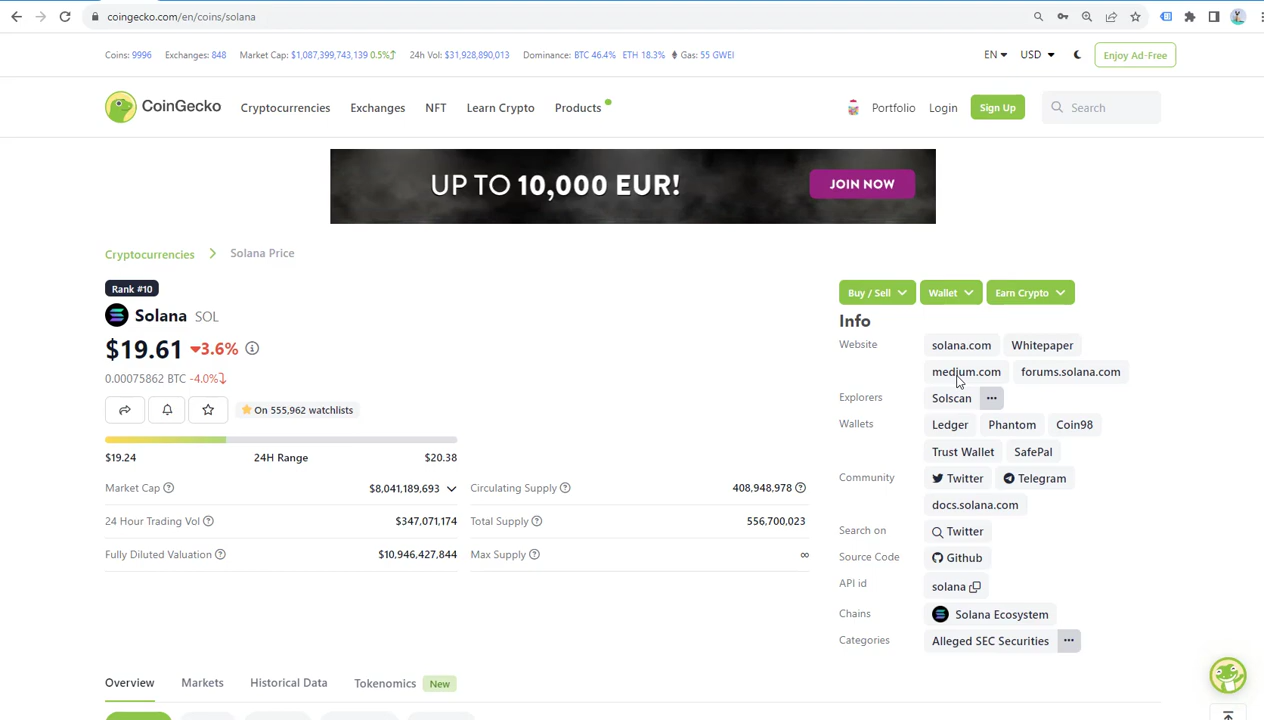 coingecko.com/en/coins/solana
Coins: 9996 Exchanges: 848 Market Cap: $1,087,399,743,139 0.5% 24h Vol: $31,928,890,013 Dominance: BTC 46.4% ETH 18.3% Gas: 55 GWEI EN USD Enjoy Ad-Free
CoinGecko Cryptocurrencies Exchanges NFT Learn Crypto Products Portfolio Login Sign Up Search
UP TO 10,000 EUR! JOIN NOW
Cryptocurrencies Solana Price
Rank #10
Solana SOL
$19.61 3.6%
0.00075862 BTC -4.0%
On 555,962 watchlists
$19.24 24H Range $20.38
Market Cap $8,041,189,693 Circulating Supply 408,948,978
24 Hour Trading Vol $347,071,174 Total Supply 556,700,023
Fully Diluted Valuation $10,946,427,844 Max Supply ∞
Buy / Sell Wallet Earn Crypto
Info
Website solana.com Whitepaper
medium.com forums.solana.com
Explorers Solscan ...
Wallets Ledger Phantom Coin98
Trust Wallet SafePal
Community Twitter Telegram
docs.solana.com
Search on Twitter
Source Code Github
API id solana
Chains Solana Ecosystem
Categories Alleged SEC Securities ...
Overview Markets Historical Data Tokenomics New